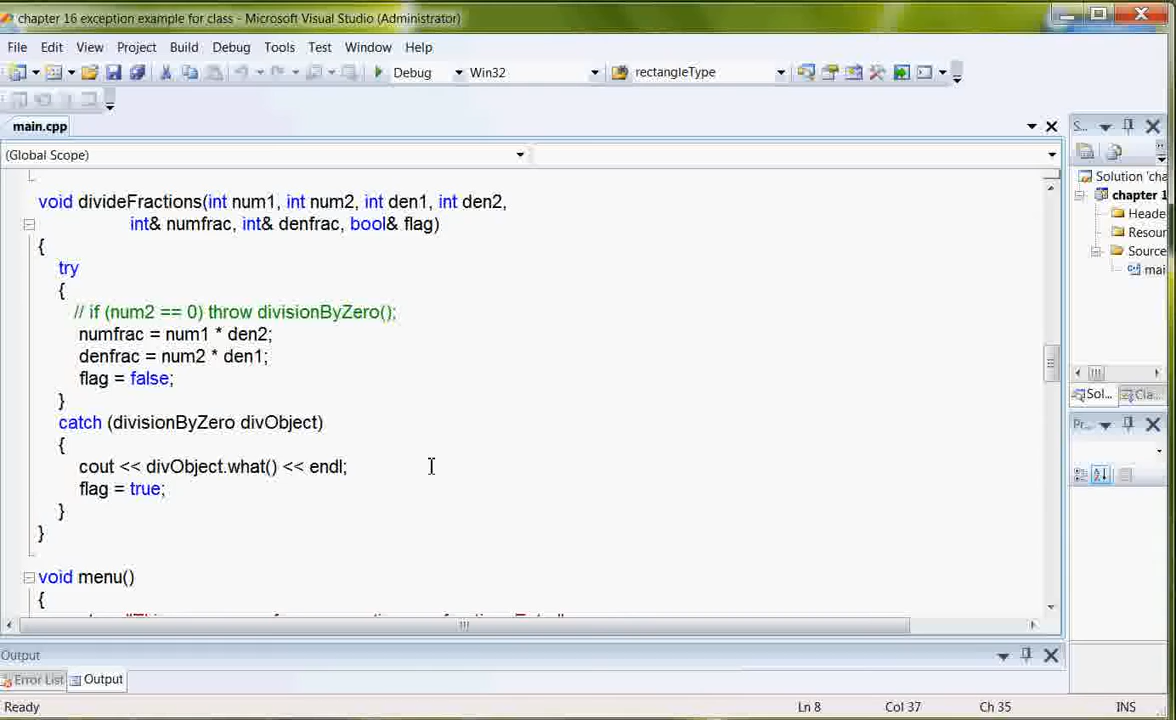 chapter 16 exception example for class - Microsoft Visual Studio (Administrator)
File Edit View Project Build Debug Tools Test Window Help
Debug Win32 rectangleType
main.cpp
S...
(Global Scope)
Solution 'cha
chapter 1
Heade
Resour
Source
mai
void divideFractions(int num1, int num2, int den1, int den2,
int& numfrac, int& denfrac, bool& flag)
{
try
{
// if (num2 == 0) throw divisionByZero();
numfrac = num1 * den2;
denfrac = num2 * den1;
flag = false;
}
catch (divisionByZero divObject)
{
cout << divObject.what() << endl;
flag = true;
}
}
void menu()
{
Sol... Cla...
Pr...
Output
Error List Output
Ready Ln 8 Col 37 Ch 35 INS